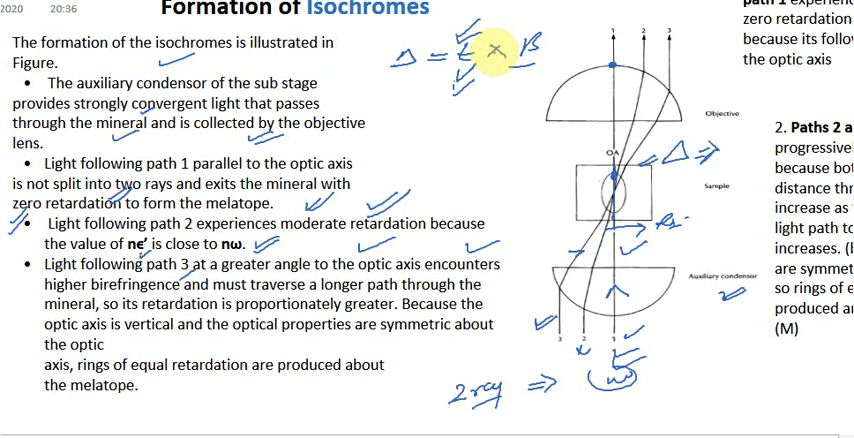 2020 20:36
Formation of Isochromes
The formation of the isochromes is illustrated in
Figure.
• The auxiliary condensor of the sub stage
provides strongly convergent light that passes
through the mineral and is collected by the objective
lens.
• Light following path 1 parallel to the optic axis
is not split into two rays and exits the mineral with
zero retardation to form the melatope.
• Light following path 2 experiences moderate retardation because
the value of ne′ is close to nω.
• Light following path 3 at a greater angle to the optic axis encounters
higher birefringence and must traverse a longer path through the
mineral, so its retardation is proportionately greater. Because the
optic axis is vertical and the optical properties are symmetric about
the optic
axis, rings of equal retardation are produced about
the melatope.
Δ = t × B
1 2 3
Objective
OA
Δ ⇒
Sample
Auxiliary condensor
3 2 1
2 ray ⇒
zero retardation
because its follow
the optic axis
2. Paths 2 a
progressivel
because bot
distance thr
increase as
light path to
increases. (
are symmet
so rings of e
produced a
(M)